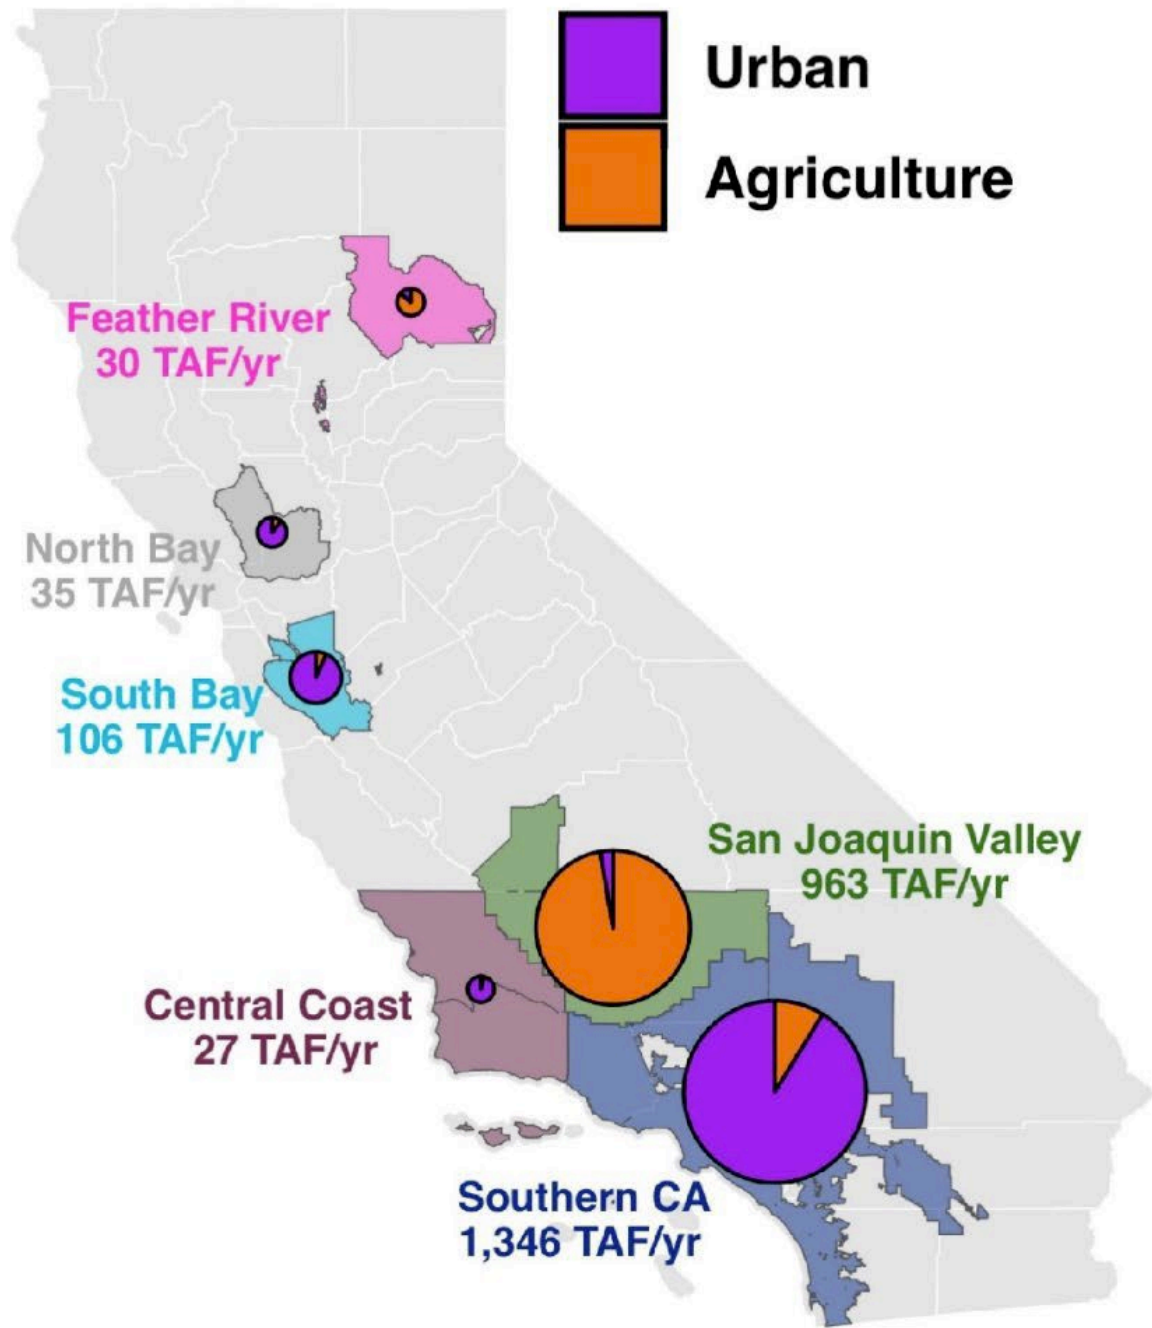 Urban
Agriculture
Feather River
30 TAF/yr
North Bay
35 TAF/yr
South Bay
106 TAF/yr
San Joaquin Valley
963 TAF/yr
Central Coast
27 TAF/yr
Southern CA
1,346 TAF/yr